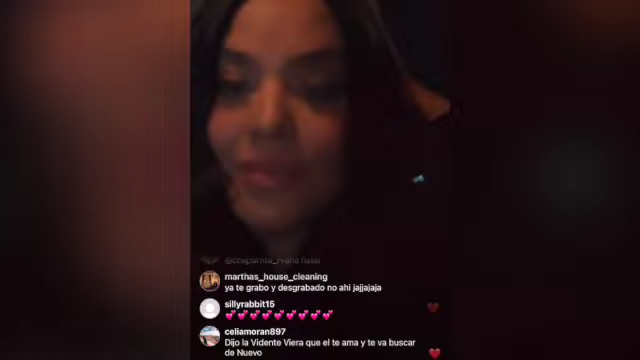 marthas_house_cleaning
ya te grabo y desgrabado no ahi jajjajaja
sillyrabbit15
celiamoran897
Dijo la Vidente Viera que el te ama y te va buscar
de Nuevo